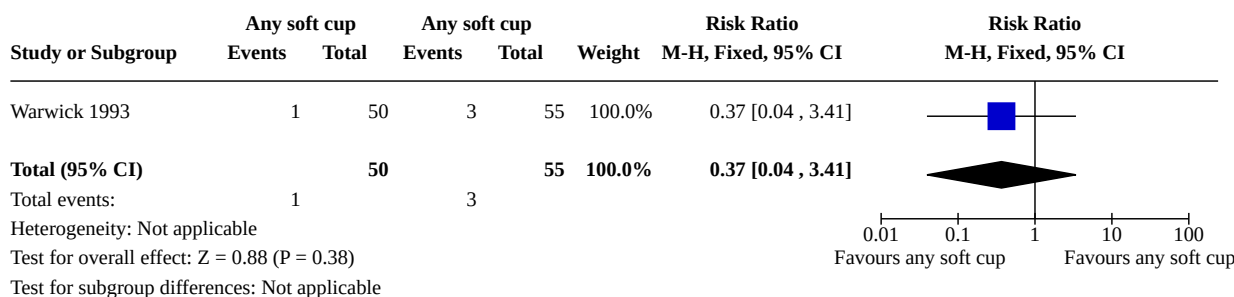 Any soft cup Any soft cup Risk Ratio Risk Ratio
Study or Subgroup Events Total Events Total Weight M-H, Fixed, 95% CI M-H, Fixed, 95% CI
Warwick 1993 1 50 3 55 100.0% 0.37 [0.04 , 3.41]
Total (95% CI) 50 55 100.0% 0.37 [0.04 , 3.41]
Total events: 1 3
Heterogeneity: Not applicable
0.01 0.1 1 10 100
Test for overall effect: Z = 0.88 (P = 0.38) Favours any soft cup Favours any soft cup
Test for subgroup differences: Not applicable